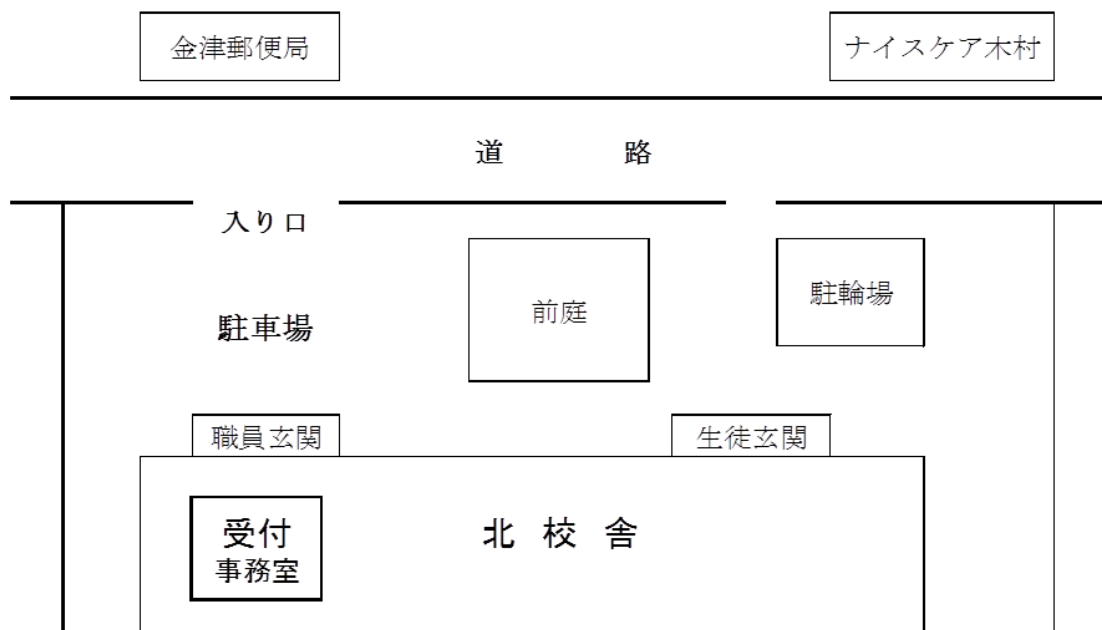 金津郵便局
ナイスケア木村
道 路
入り口
駐車場
前庭
駐輪場
職員玄関
生徒玄関
受付
事務室
北校舎